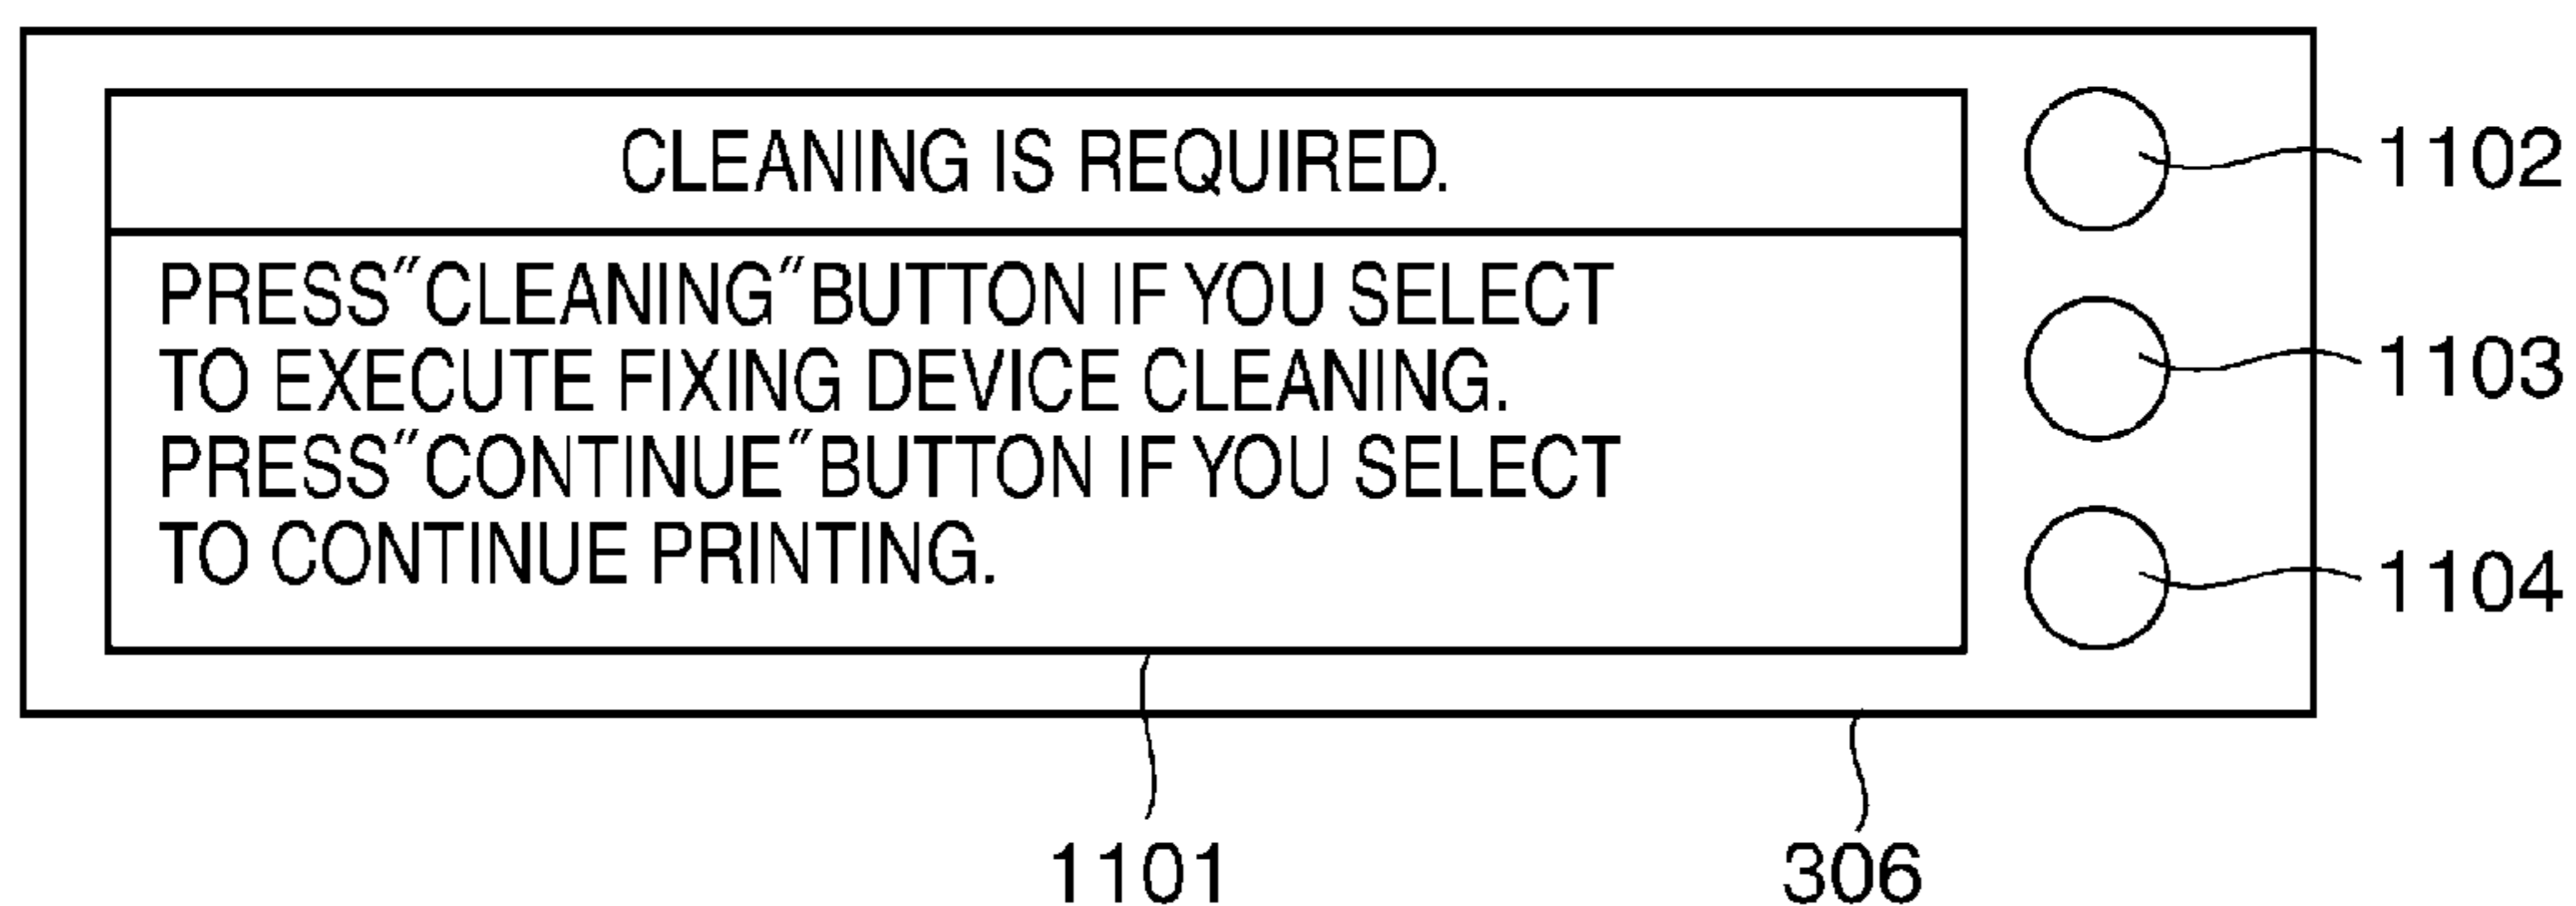 CLEANING IS REQUIRED.
PRESS"CLEANING"BUTTON IF YOU SELECT
TO EXECUTE FIXING DEVICE CLEANING.
PRESS"CONTINUE"BUTTON IF YOU SELECT
TO CONTINUE PRINTING.
1102
1103
1104
1101
306